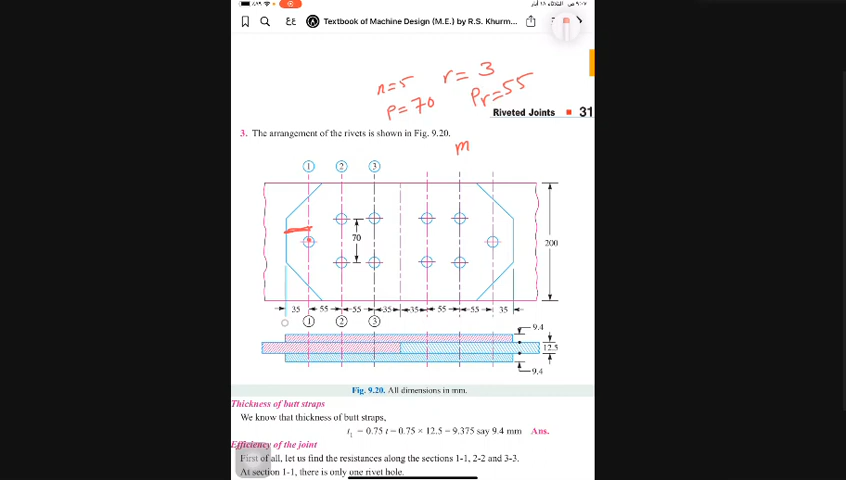 Textbook of Machine Design (M.E.) by R.S. Khurm...
n=5 r= 3
P=70 Pr=55
Riveted Joints ■ 31
3. The arrangement of the rivets is shown in Fig. 9.20.
m
1 2 3
70
200
35 55 55 35 35 55 55 35
1 2 3
9.4
12.5
9.4
Fig. 9.20. All dimensions in mm.
Thickness of butt straps
We know that thickness of butt straps,
t₁ = 0.75 t = 0.75 × 12.5 = 9.375 say 9.4 mm Ans.
Efficiency of the joint
First of all, let us find the resistances along the sections 1-1, 2-2 and 3-3.
At section 1-1, there is only one rivet hole.